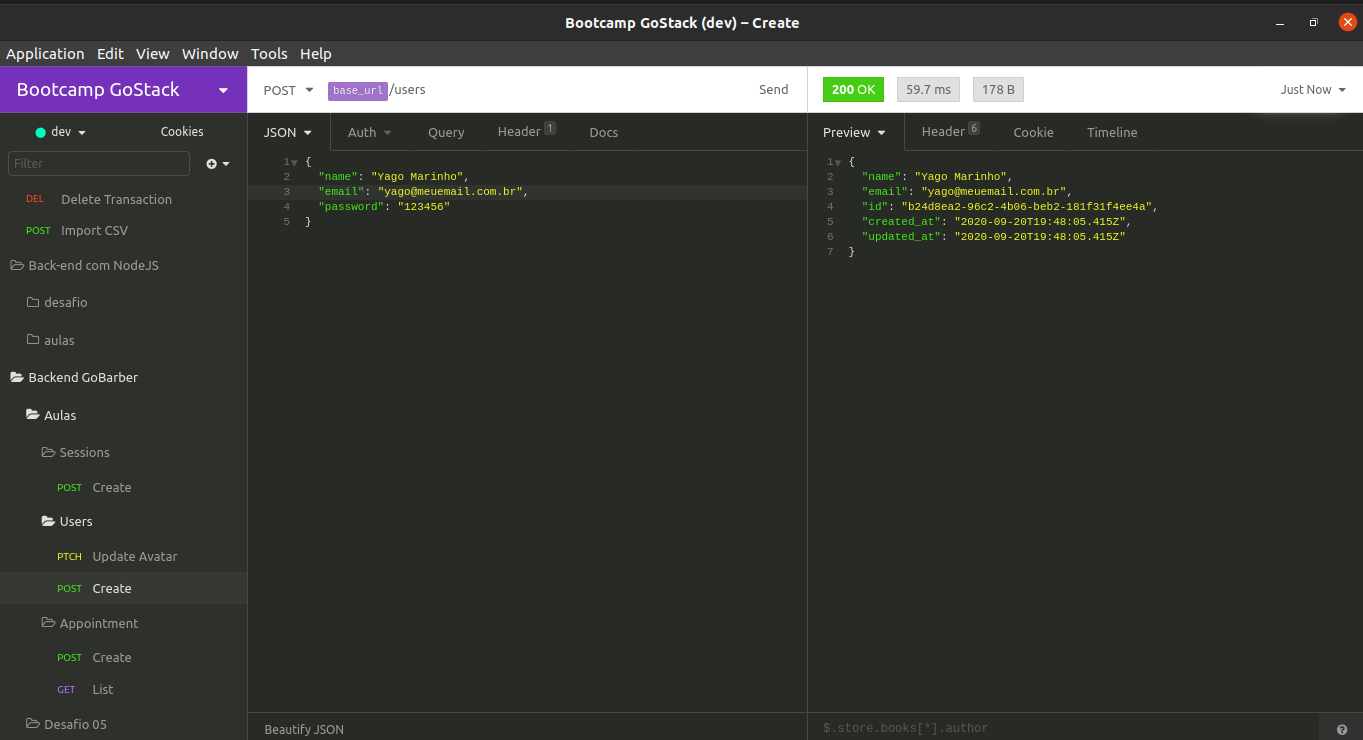 Bootcamp GoStack (dev) – Create
Application Edit View Window Tools Help
Bootcamp GoStack
dev
Cookies
Filter
DEL Delete Transaction
POST Import CSV
Back-end com NodeJS
desafio
aulas
Backend GoBarber
Aulas
Sessions
POST Create
Users
PTCH Update Avatar
POST Create
Appointment
POST Create
GET List
Desafio 05
POST base_url/users Send
JSON Auth Query Header 1 Docs
1 {
2 "name": "Yago Marinho",
3 "email": "yago@meuemail.com.br",
4 "password": "123456"
5 }
Beautify JSON
200 OK 59.7 ms 178 B Just Now
Preview Header 6 Cookie Timeline
1 {
2 "name": "Yago Marinho",
3 "email": "yago@meuemail.com.br",
4 "id": "b24d8ea2-96c2-4b06-beb2-181f31f4ee4a",
5 "created_at": "2020-09-20T19:48:05.415Z",
6 "updated_at": "2020-09-20T19:48:05.415Z"
7 }
$.store.books[*].author